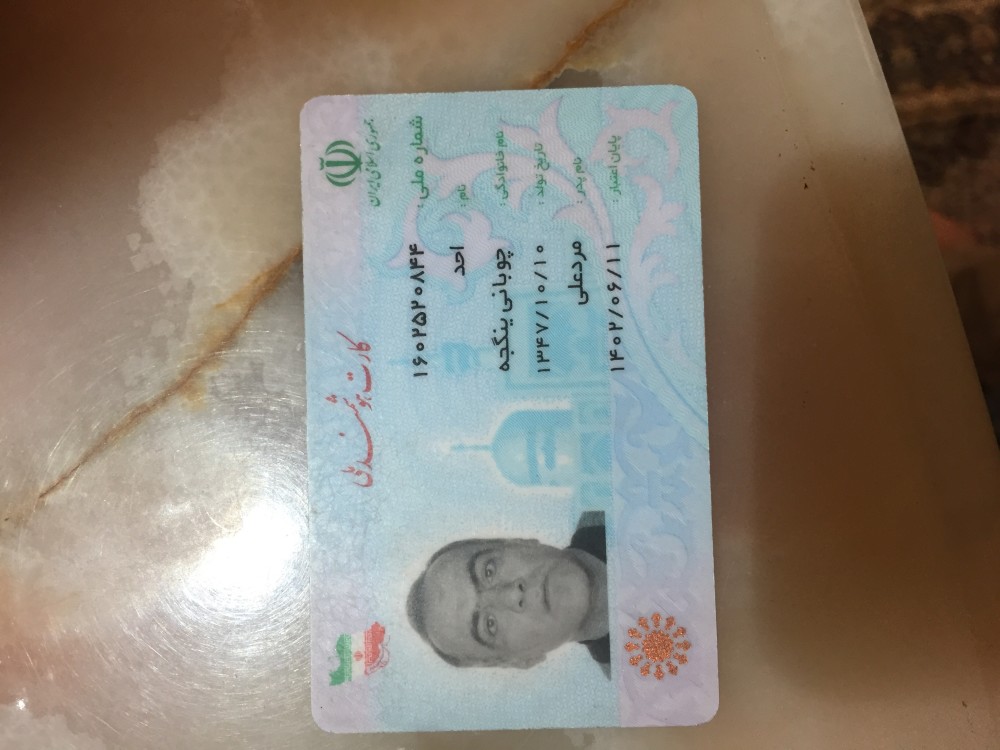 جمهوری اسلامی ایران
کارت هوشمند ملی
شماره ملی : ۱۶۰۲۵۲۰۸۴۴
نام : احد
نام خانوادگی : چوبانی ینگجه
تاریخ تولد : ۱۳۴۷/۱۰/۱۰
نام پدر : مردعلی
پایان اعتبار : ۱۴۰۲/۰۶/۱۱